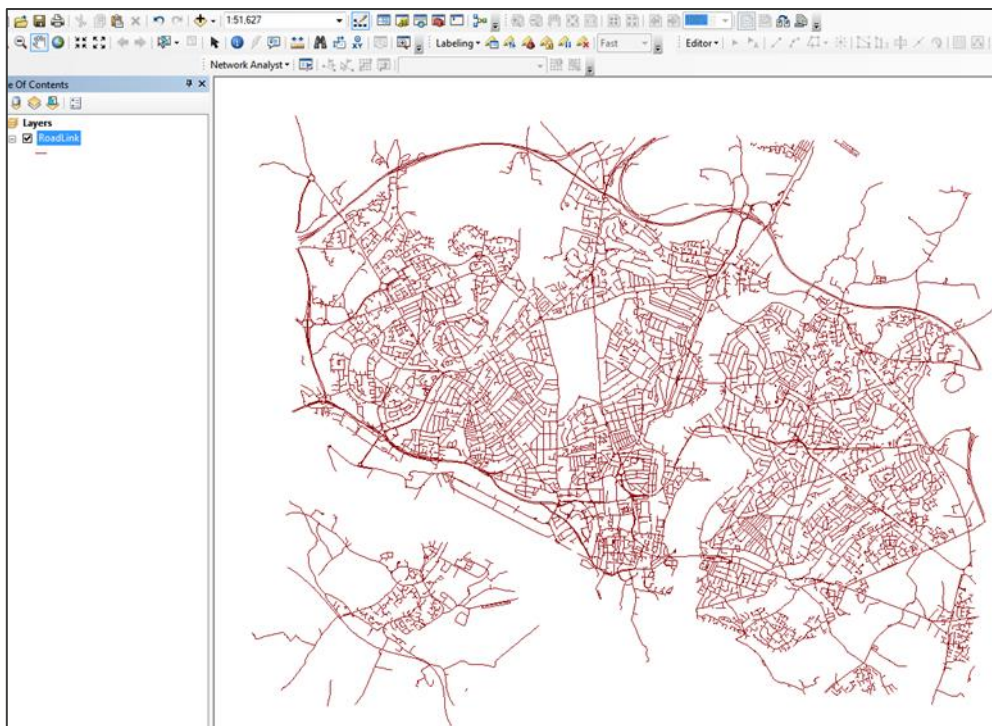 1:51,627
Labeling
Fast
Editor
Network Analyst
e Of Contents
Layers
RoadLink